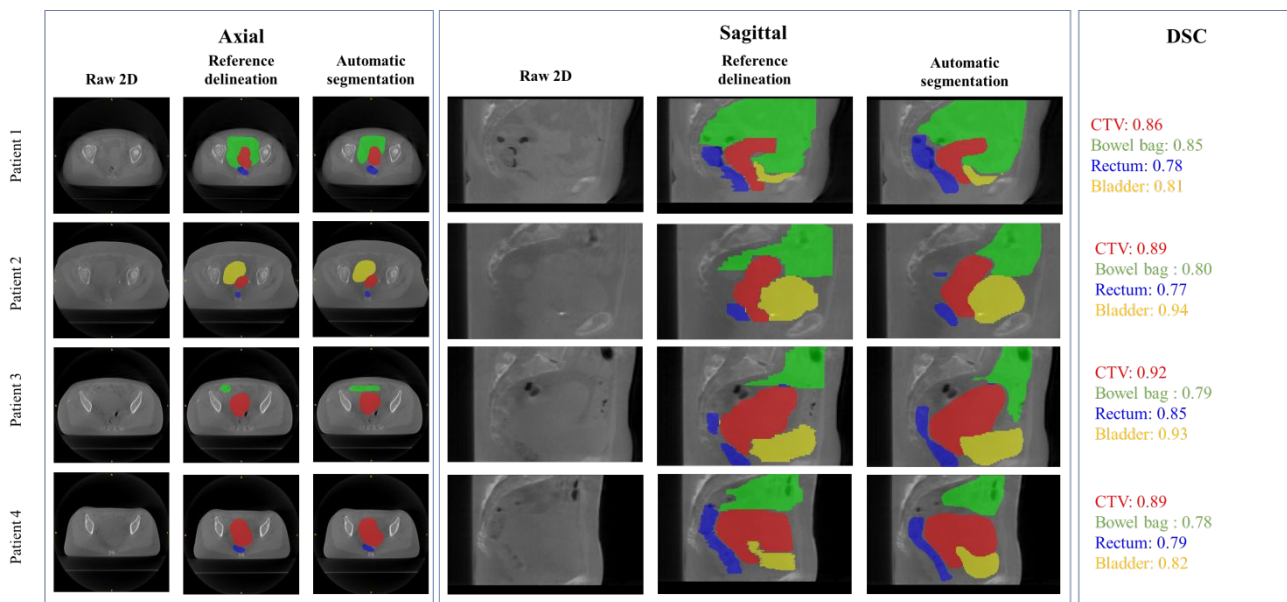 Axial
Sagittal
DSC
Raw 2D
Reference
delineation
Automatic
segmentation
Raw 2D
Reference
delineation
Automatic
segmentation
Patient 1
CTV: 0.86
Bowel bag: 0.85
Rectum: 0.78
Bladder: 0.81
Patient 2
CTV: 0.89
Bowel bag: 0.80
Rectum: 0.77
Bladder: 0.94
Patient 3
CTV: 0.92
Bowel bag : 0.79
Rectum: 0.85
Bladder: 0.93
Patient 4
CTV: 0.89
Bowel bag: 0.78
Rectum: 0.79
Bladder: 0.82